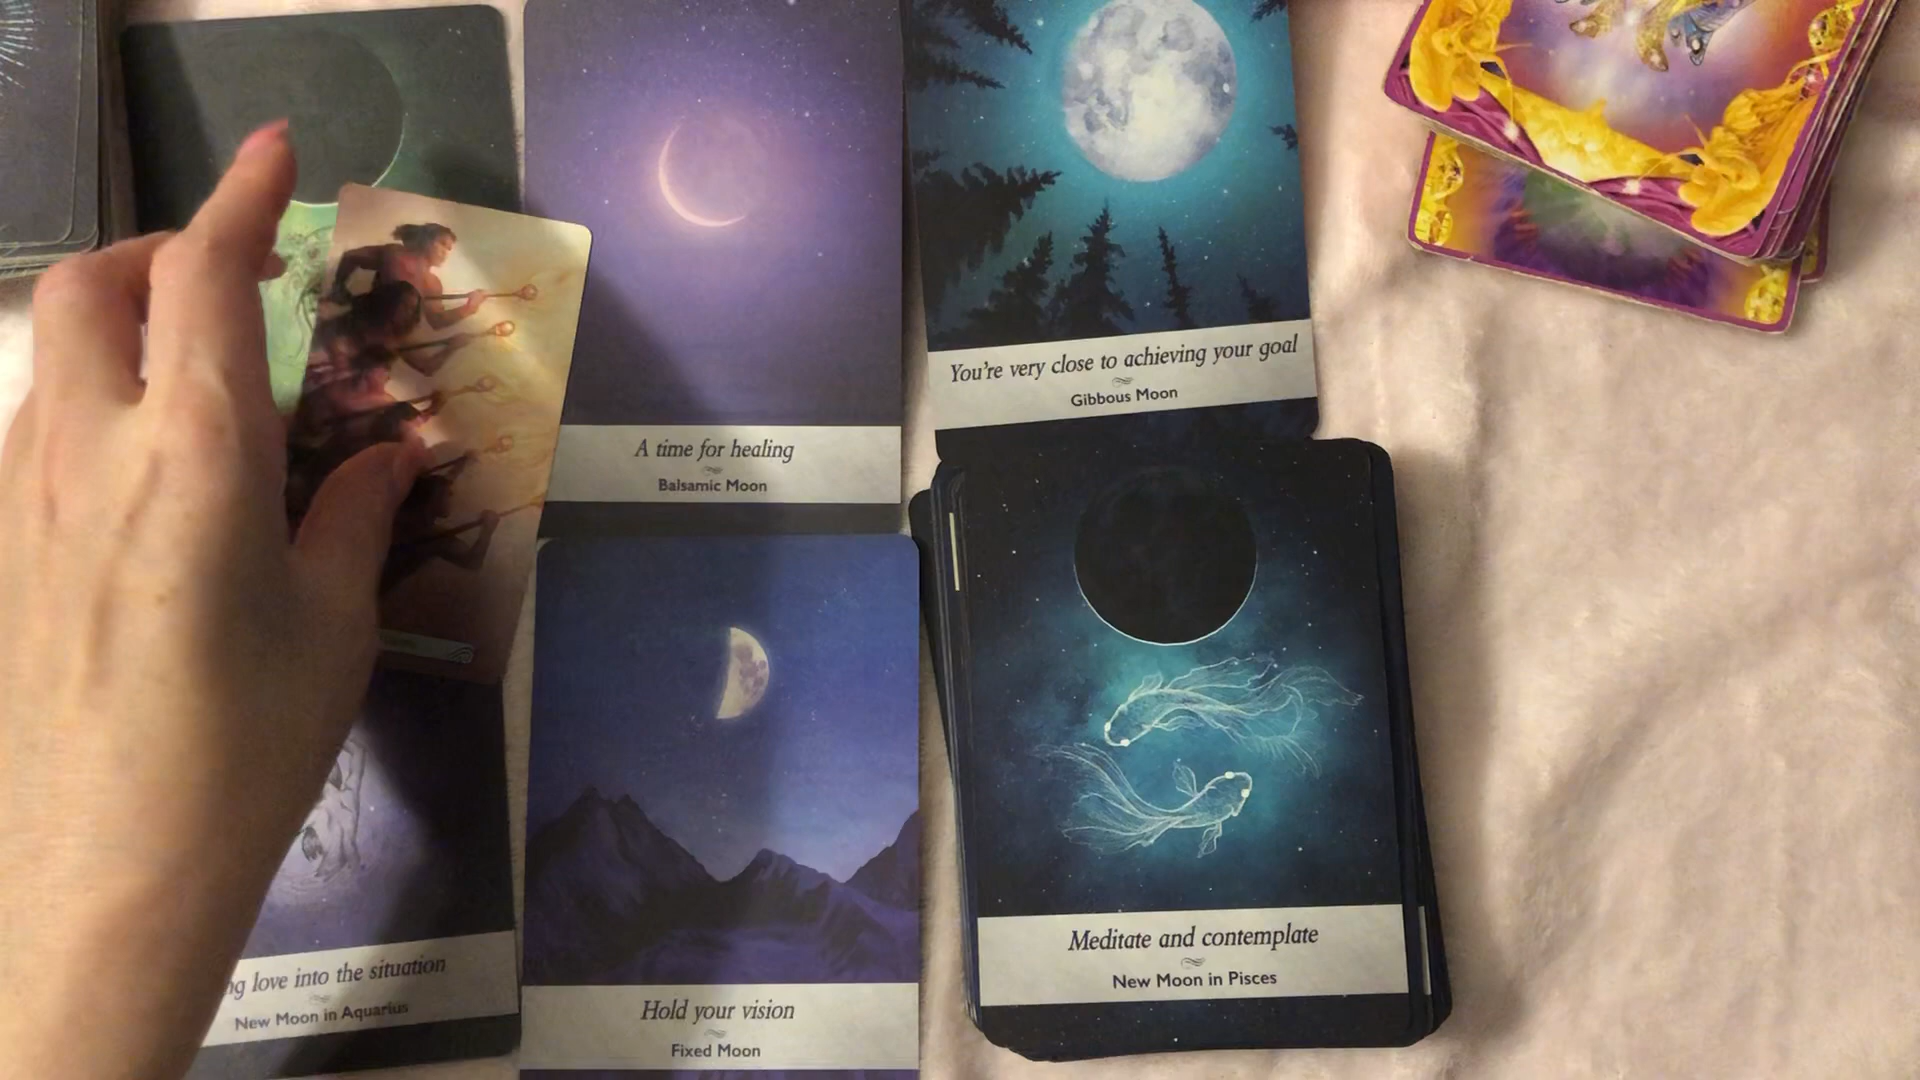 You're very close to achieving your goal
Gibbous Moon
A time for healing
Balsamic Moon
Meditate and contemplate
New Moon in Pisces
love into the situation
New Moon in Aquarius
Hold your vision
Fixed Moon